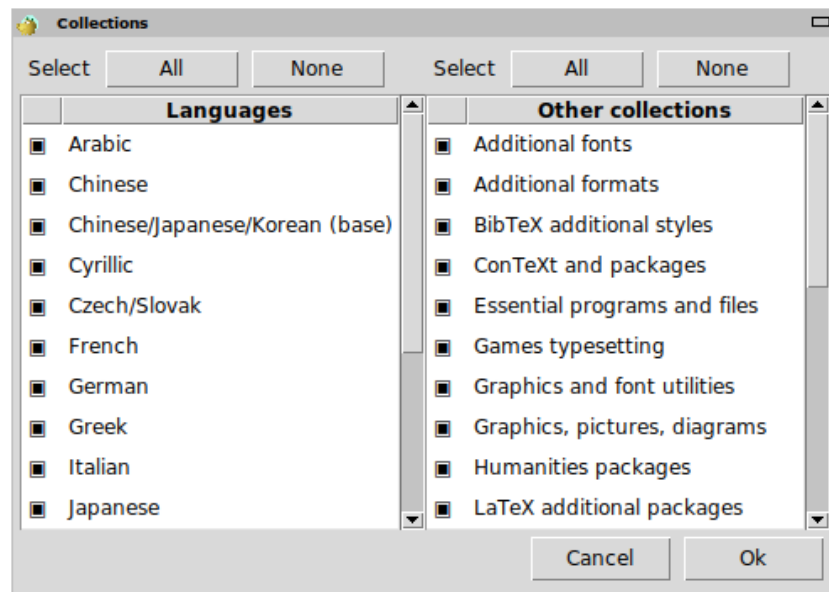 Collections
Select All None Select All None
Languages
Arabic
Chinese
Chinese/Japanese/Korean (base)
Cyrillic
Czech/Slovak
French
German
Greek
Italian
Japanese
Other collections
Additional fonts
Additional formats
BibTeX additional styles
ConTeXt and packages
Essential programs and files
Games typesetting
Graphics and font utilities
Graphics, pictures, diagrams
Humanities packages
LaTeX additional packages
Cancel Ok